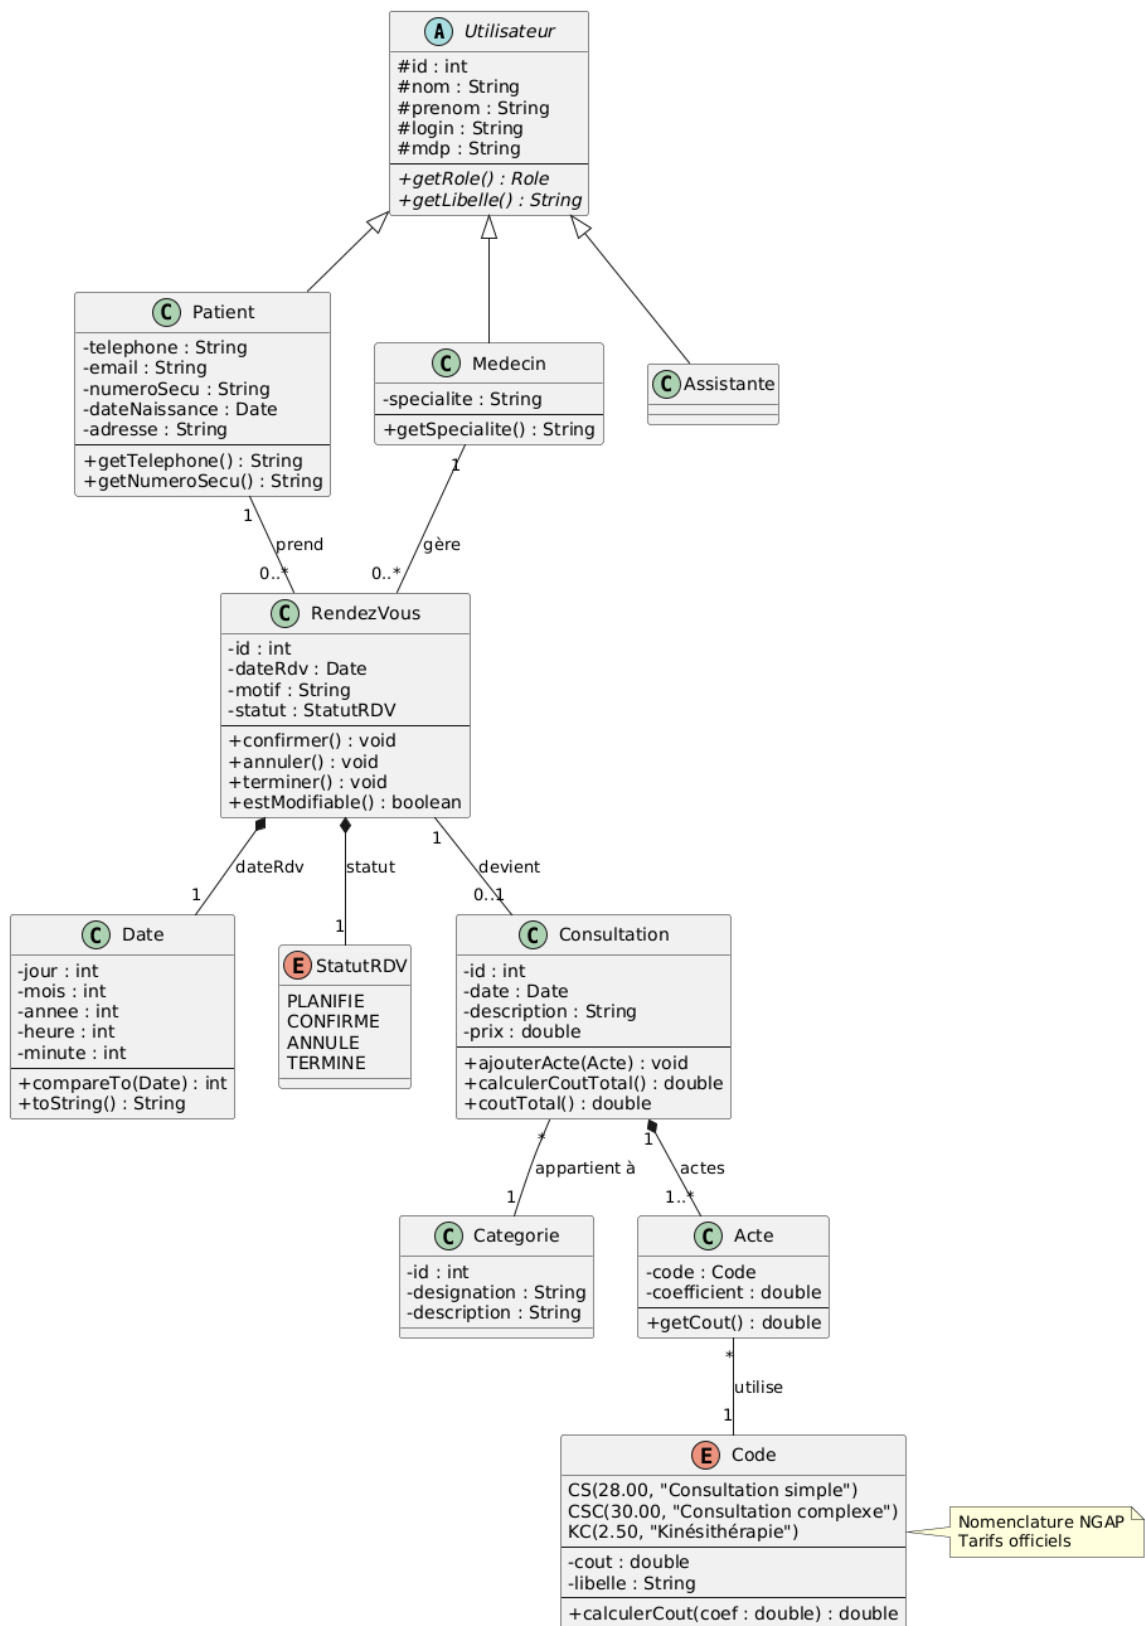 A Utilisateur
#id : int
#nom : String
#prenom : String
#login : String
#mdp : String
+getRole() : Role
+getLibelle() : String
C Patient
-telephone : String
-email : String
-numeroSecu : String
-dateNaissance : Date
-adresse : String
+getTelephone() : String
+getNumeroSecu() : String
C Medecin
-specialite : String
+getSpecialite() : String
C Assistante
1
prend
0..*
1
gère
0..*
C RendezVous
-id : int
-dateRdv : Date
-motif : String
-statut : StatutRDV
+confirmer() : void
+annuler() : void
+terminer() : void
+estModifiable() : boolean
dateRdv
1
statut
1
1
devient
0..1
C Date
-jour : int
-mois : int
-annee : int
-heure : int
-minute : int
+compareTo(Date) : int
+toString() : String
E StatutRDV
PLANIFIE
CONFIRME
ANNULE
TERMINE
C Consultation
-id : int
-date : Date
-description : String
-prix : double
+ajouterActe(Acte) : void
+calculerCoutTotal() : double
+coutTotal() : double
*
appartient à
1
1
actes
1..*
C Categorie
-id : int
-designation : String
-description : String
C Acte
-code : Code
-coefficient : double
+getCout() : double
*
utilise
1
E Code
CS(28.00, "Consultation simple")
CSC(30.00, "Consultation complexe")
KC(2.50, "Kinésithérapie")
-cout : double
-libelle : String
+calculerCout(coef : double) : double
Nomenclature NGAP
Tarifs officiels